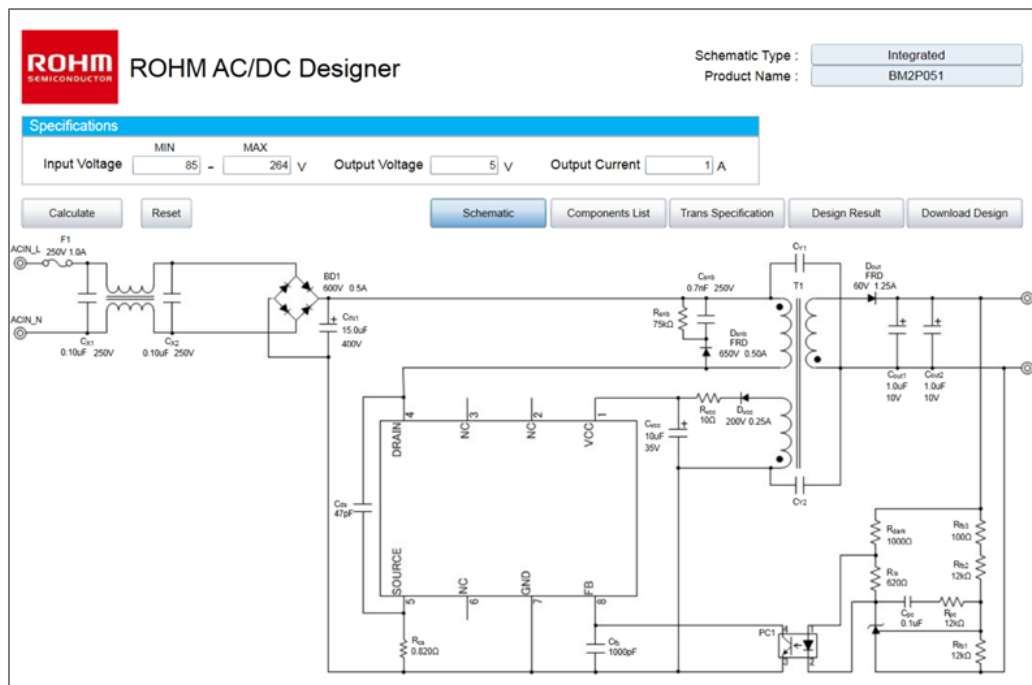 ROHM
SEMICONDUCTOR
ROHM AC/DC Designer
Schematic Type : Integrated
Product Name : BM2P051
Specifications
MIN MAX
Input Voltage 85 - 264 V Output Voltage 5 V Output Current 1 A
Calculate Reset Schematic Components List Trans Specification Design Result Download Design
F1
250V 1.0A
ACIN_L
ACIN_N
CX1
0.10uF 250V
CX2
0.10uF 250V
BD1
600V 0.5A
CIN1
15.0uF
400V
Csnb
0.7nF 250V
Rsnb
75kΩ
Dsnb
FRD
650V 0.50A
CY1
T1
Dout
FRD
60V 1.25A
Cout1
1.0uF
10V
Cout2
1.0uF
10V
DRAIN 4
NC 3
NC 2
VCC 1
Rvcc
10Ω
Dvcc
200V 0.25A
Cvcc
10uF
35V
CY2
Cds
47pF
SOURCE 5
NC 6
GND 7
FB 8
Rcs
0.820Ω
Cfb
1000pF
PC1
4 1
3 2
Rdark
1000Ω
Rfb3
100Ω
620Ω
Rfb2
12kΩ
Cpc
0.1uF
Rpc
12kΩ
Rfb1
12kΩ